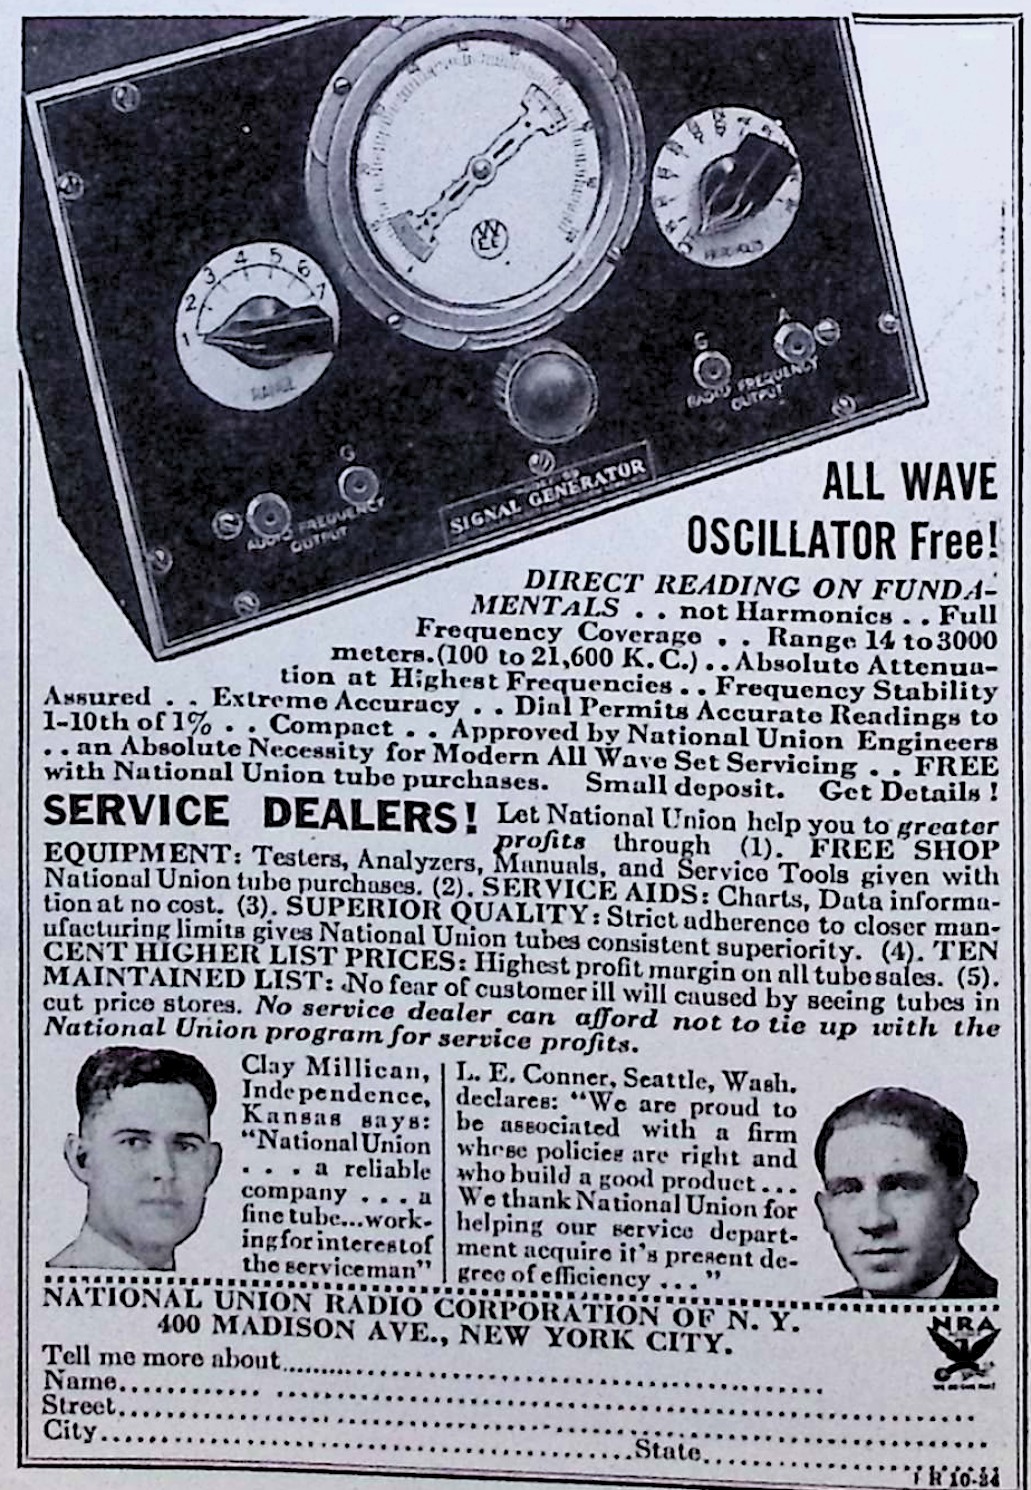 1 2 3 4 5 6 7
RANGE
WEE
G
AUDIO FREQUENCY
OUTPUT
G
A
RADIO FREQUENCY
OUTPUT
SIGNAL GENERATOR
ALL WAVE
OSCILLATOR Free!
DIRECT READING ON FUNDA-
MENTALS . . not Harmonics . . Full
Frequency Coverage . . Range 14 to 3000
meters.(100 to 21,600 K.C.) . . Absolute Attenua-
tion at Highest Frequencies . . Frequency Stability
Assured . . Extreme Accuracy . . Dial Permits Accurate Readings to
1-10th of 1% . . Compact . . Approved by National Union Engineers
. . an Absolute Necessity for Modern All Wave Set Servicing . . FREE
with National Union tube purchases. Small deposit. Get Details !
SERVICE DEALERS! Let National Union help you to greater
profits through (1). FREE SHOP
EQUIPMENT: Testers, Analyzers, Manuals, and Service Tools given with
National Union tube purchases. (2). SERVICE AIDS: Charts, Data informa-
tion at no cost. (3). SUPERIOR QUALITY: Strict adherence to closer man-
ufacturing limits gives National Union tubes consistent superiority. (4). TEN
CENT HIGHER LIST PRICES: Highest profit margin on all tube sales. (5).
MAINTAINED LIST: No fear of customer ill will caused by seeing tubes in
cut price stores. No service dealer can afford not to tie up with the
National Union program for service profits.
Clay Millican,
Independence,
Kansas says:
"National Union
. . . a reliable
company . . . a
fine tube...work-
ing for interest of
the serviceman"
L. E. Conner, Seattle, Wash.
declares: "We are proud to
be associated with a firm
whose policies are right and
who build a good product...
We thank National Union for
helping our service depart-
ment acquire it's present de-
gree of efficiency . . ."
NATIONAL UNION RADIO CORPORATION OF N. Y.
400 MADISON AVE., NEW YORK CITY.
NRA
Tell me more about
Name
Street
City State
R 10-34